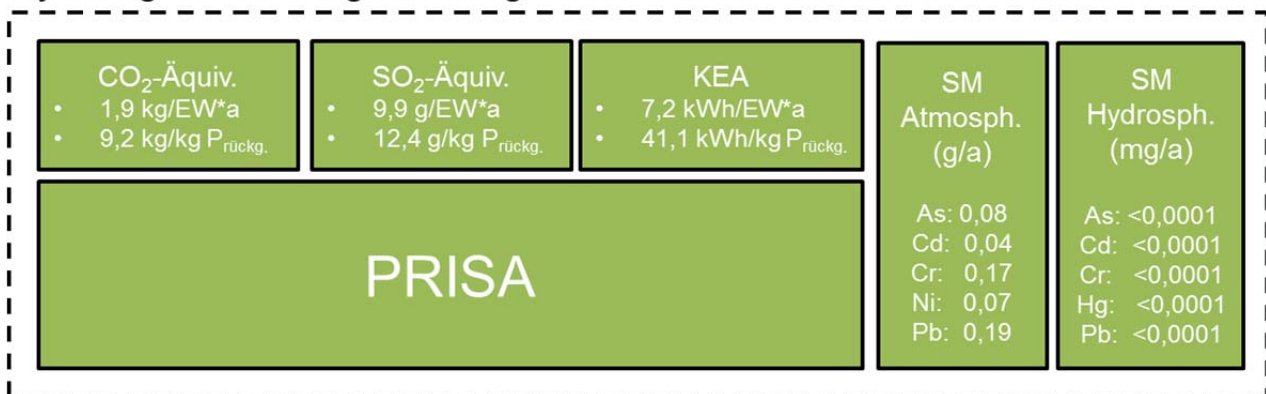 CO₂-Äquiv.
• 1,9 kg/EW*a
• 9,2 kg/kg Prückg.
SO₂-Äquiv.
• 9,9 g/EW*a
• 12,4 g/kg Prückg.
KEA
• 7,2 kWh/EW*a
• 41,1 kWh/kg Prückg.
PRISA
SM
Atmosph.
(g/a)
As: 0,08
Cd: 0,04
Cr: 0,17
Ni: 0,07
Pb: 0,19
SM
Hydrosph.
(mg/a)
As: <0,0001
Cd: <0,0001
Cr: <0,0001
Hg: <0,0001
Pb: <0,0001